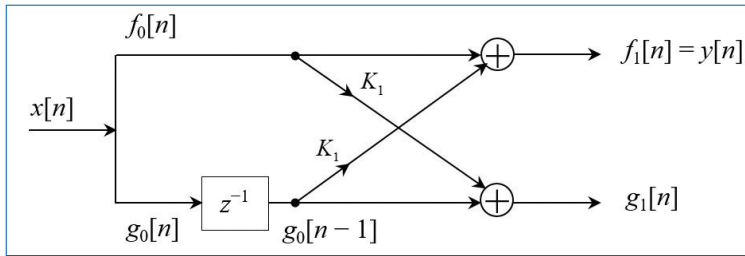 f₀[n]
f₁[n] = y[n]
K₁
x[n]
K₁
z⁻¹
g₁[n]
g₀[n]
g₀[n − 1]